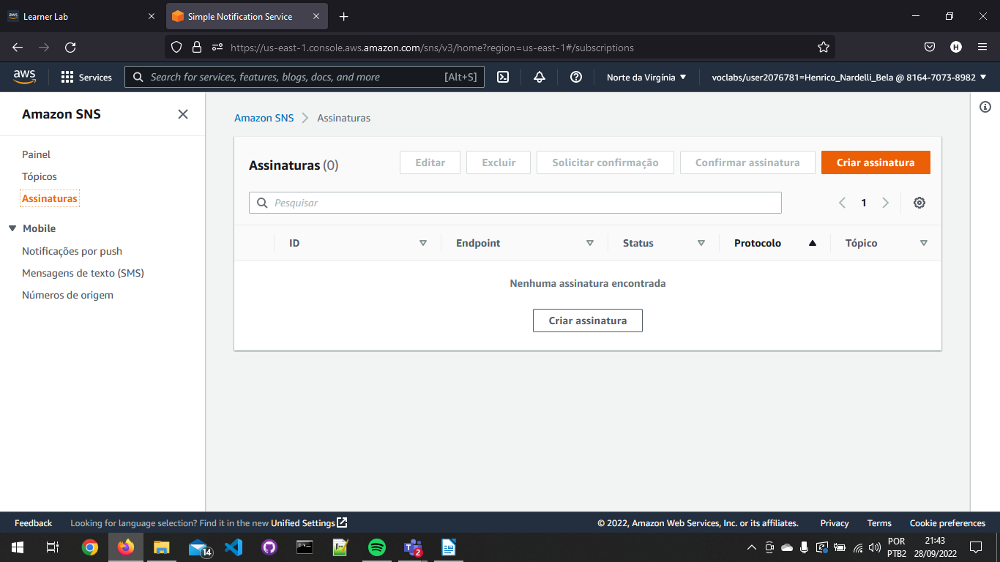 aws Learner Lab
Simple Notification Service
https://us-east-1.console.aws.amazon.com/sns/v3/home?region=us-east-1#/subscriptions
H
aws Services Search for services, features, blogs, docs, and more [Alt+S] Norte da Virgínia voclabs/user2076781=Henrico_Nardelli_Bela @ 8164-7073-8982
Amazon SNS
Painel
Tópicos
Assinaturas
Mobile
Notificações por push
Mensagens de texto (SMS)
Números de origem
Amazon SNS Assinaturas
Assinaturas (0) Editar Excluir Solicitar confirmação Confirmar assinatura Criar assinatura
Pesquisar 1
ID Endpoint Status Protocolo Tópico
Nenhuma assinatura encontrada
Criar assinatura
Feedback Looking for language selection? Find it in the new Unified Settings © 2022, Amazon Web Services, Inc. or its affiliates. Privacy Terms Cookie preferences
14 2
POR 21:43
PTB2 28/09/2022